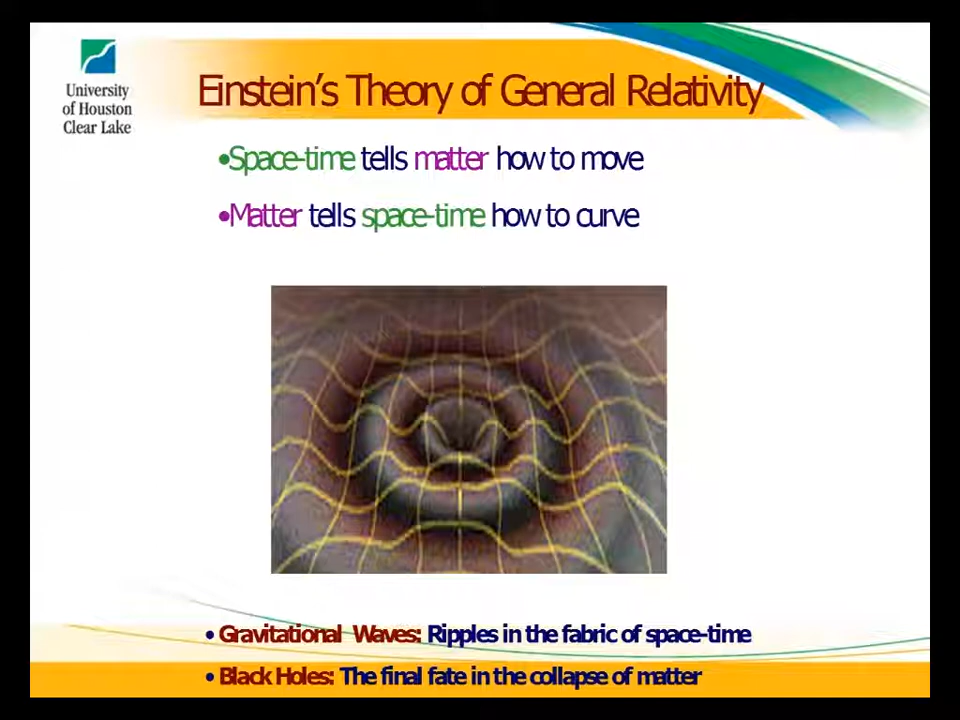 University
of Houston
Clear Lake
Einstein’s Theory of General Relativity
•Space-time tells matter how to move
•Matter tells space-time how to curve
• Gravitational Waves: Ripples in the fabric of space-time
• Black Holes: The final fate in the collapse of matter